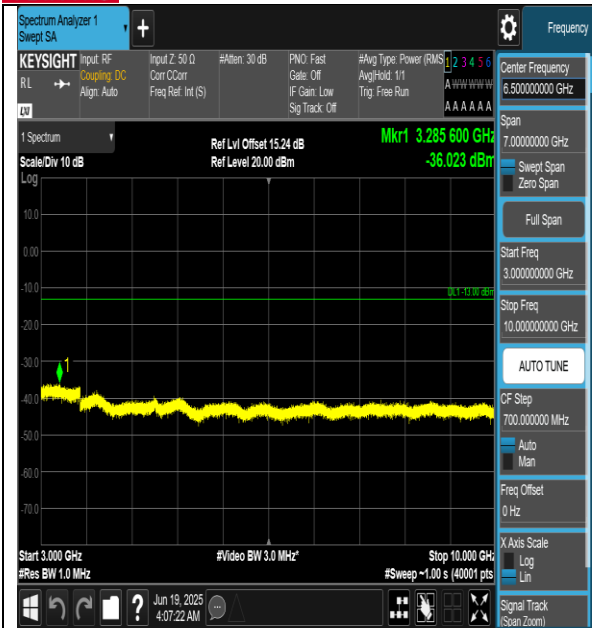 Spectrum Analyzer 1
Swept SA
Frequency
KEYSIGHT
RL
LXI
Input: RF
Coupling: DC
Align: Auto
Input Z: 50 Ω
Corr CCorr
Freq Ref: Int (S)
#Atten: 30 dB
PNO: Fast
Gate: Off
IF Gain: Low
Sig Track: Off
#Avg Type: Power (RMS
Avg|Hold: 1/1
Trig: Free Run
1 2 3 4 5 6
A W W W W W
A A A A A A
1 Spectrum
Scale/Div 10 dB
Ref Lvl Offset 15.24 dB
Ref Level 20.00 dBm
Mkr1 3.285 600 GHz
-36.023 dBm
Log
10.0
0.00
-10.0
DL1 -13.00 dBm
-20.0
-30.0
1
-40.0
-50.0
-60.0
-70.0
Start 3.000 GHz
#Video BW 3.0 MHz*
Stop 10.000 GHz
#Res BW 1.0 MHz
#Sweep ~1.00 s (40001 pts
?
Jun 19, 2025
4:07:22 AM
Center Frequency
6.500000000 GHz
Span
7.00000000 GHz
Swept Span
Zero Span
Full Span
Start Freq
3.000000000 GHz
Stop Freq
10.000000000 GHz
AUTO TUNE
CF Step
700.000000 MHz
Auto
Man
Freq Offset
0 Hz
X Axis Scale
Log
Lin
Signal Track
(Span Zoom)